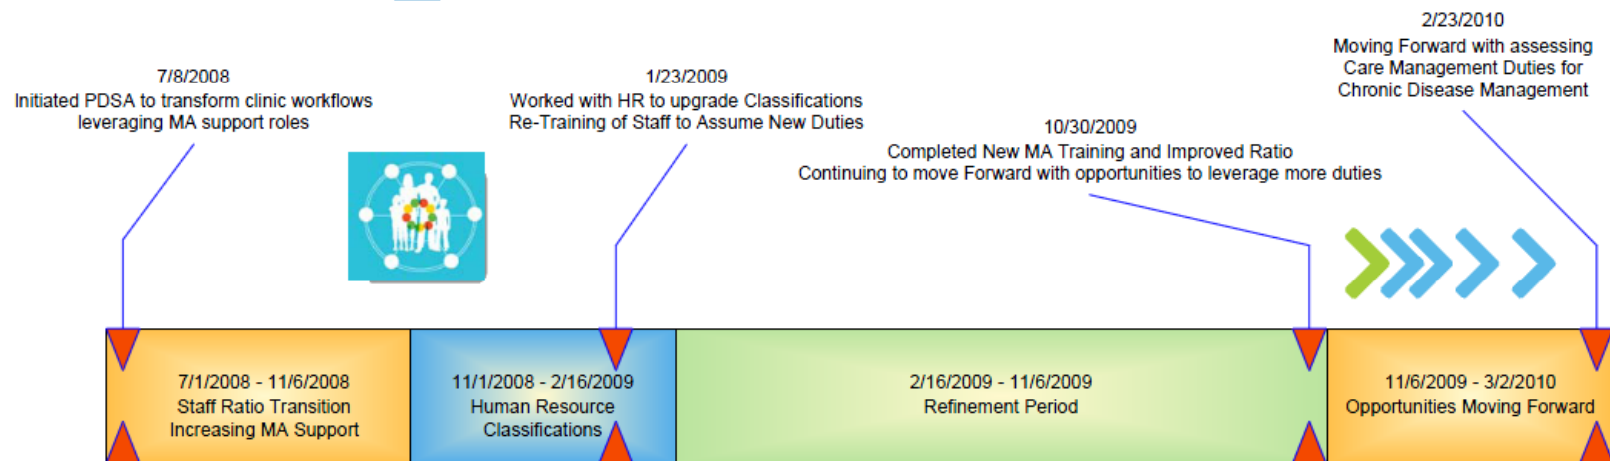 7/8/2008
Initiated PDSA to transform clinic workflows
leveraging MA support roles
1/23/2009
Worked with HR to upgrade Classifications
Re-Training of Staff to Assume New Duties
10/30/2009
Completed New MA Training and Improved Ratio
Continuing to move Forward with opportunities to leverage more duties
2/23/2010
Moving Forward with assessing
Care Management Duties for
Chronic Disease Management
7/1/2008 - 11/6/2008
Staff Ratio Transition
Increasing MA Support
11/1/2008 - 2/16/2009
Human Resource
Classifications
2/16/2009 - 11/6/2009
Refinement Period
11/6/2009 - 3/2/2010
Opportunities Moving Forward